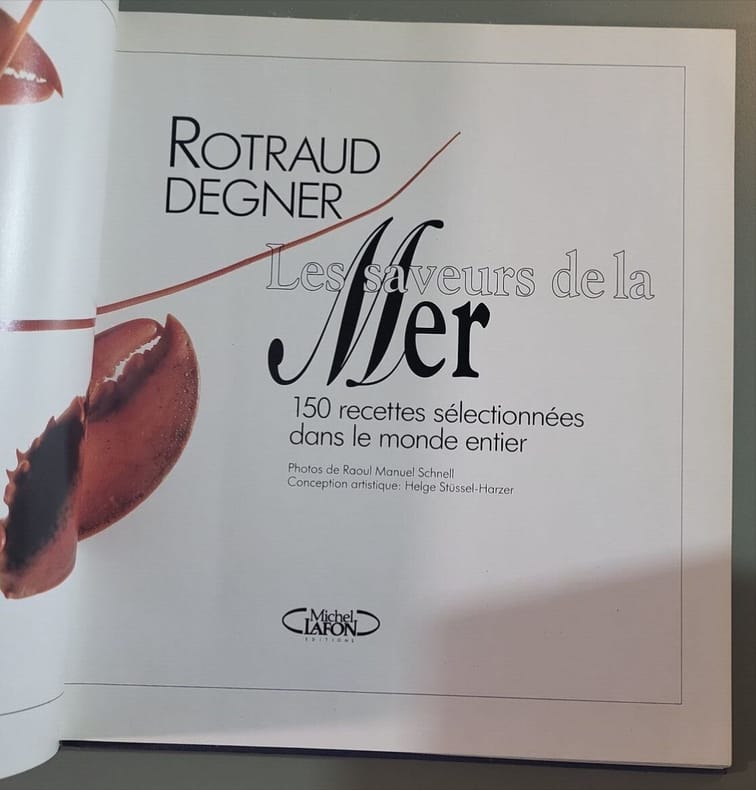 ROTRAUD
DEGNER
Les saveurs de la
Mer
150 recettes sélectionnées
dans le monde entier
Photos de Raoul Manuel Schnell
Conception artistique: Helge Stüssel-Harzer
Michel
LAFON
EDITIONS